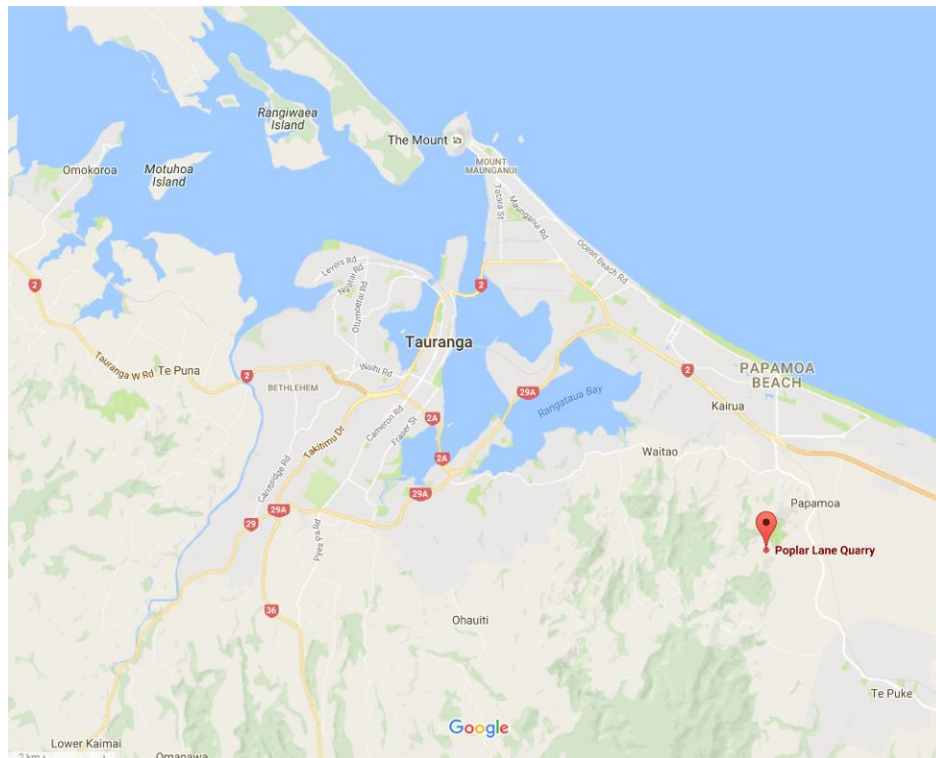 Rangiwaea
Island
The Mount
Omokoroa
Motuhoa
Island
MOUNT
MAUNGANUI
Totara St
Maunganui Rd
Levers Rd
Ngatai Rd
Otumoetai Rd
Ocean Beach Rd
2
2
Tauranga
Tauranga W Rd
Te Puna
Waihi Rd
2
BETHLEHEM
2
PAPAMOA
BEACH
29A
Rangataua Bay
Kairua
Cameron Rd
Fraser St
2A
Takitimu Dr
Waitao
2A
Cambridge Rd
29A
Papamoa
29A
29
Pyes Pa Rd
Poplar Lane Quarry
36
Ohauiti
Te Puke
Google
Lower Kaimai
Omanawa
2 km